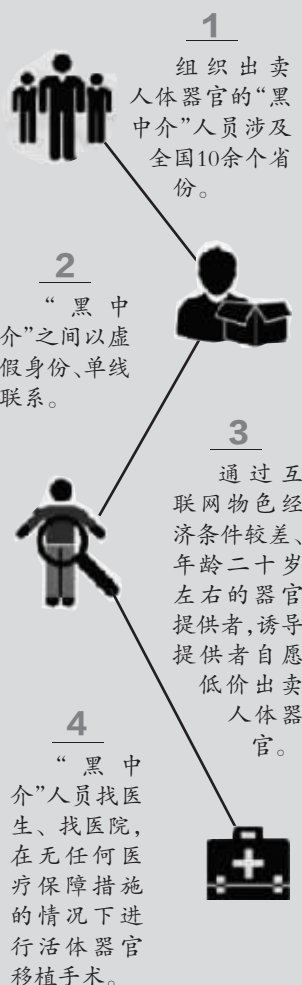 1
组织出卖
人体器官的“黑
中介”人员涉及
全国10余个省
份。
2
“黑中
介”之间以虚
假身份、单线
联系。
3
通过互
联网物色经
济条件较差、
年龄二十岁
左右的器官
提供者，诱导
提供者自愿
低价出卖
人体器
官。
4
“黑中
介”人员找医
生、找医院，
在无任何医
疗保障措施
的情况下进
行活体器官
移植手术。